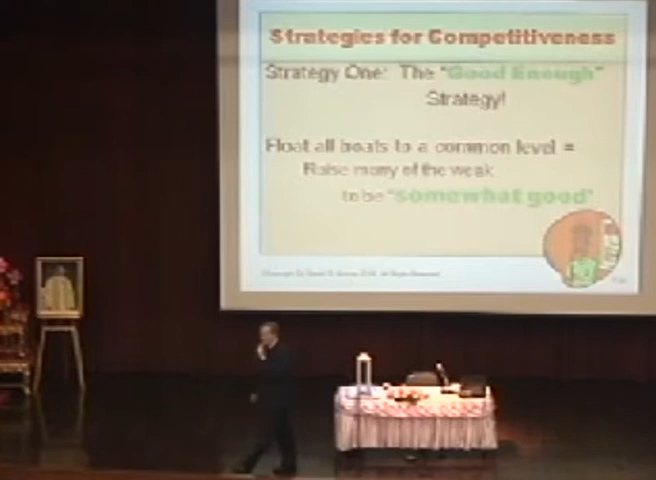 Strategies for Competitiveness
Strategy One: The "Good Enough"
Strategy!
Float all boats to a common level =
Raise many of the weak
to be "somewhat good"